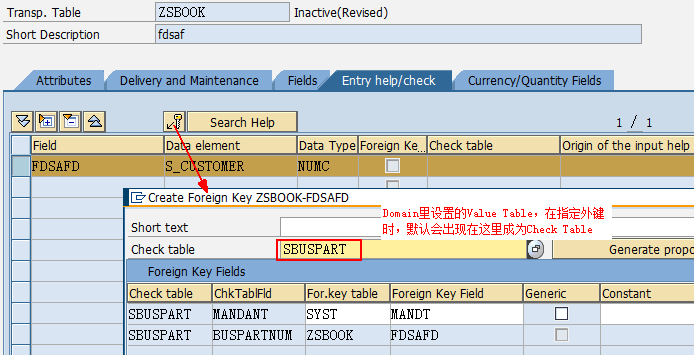 Transp. Table ZSBOOK Inactive(Revised)
Short Description fdsaf
Attributes Delivery and Maintenance Fields Entry help/check Currency/Quantity Fields
Search Help 1 / 1
Field Data element Data Type Foreign Ke... Check table Origin of the input help
FDSAFD S_CUSTOMER NUMC
Create Foreign Key ZSBOOK-FDSAFD
Domain里设置的Value Table, 在指定外键
时, 默认会出现在这里成为Check Table
Short text
Check table SBUSPART Generate propo
Foreign Key Fields
Check table ChkTablFld For.key table Foreign Key Field Generic Constant
SBUSPART MANDANT SYST MANDT
SBUSPART BUSPARTNUM ZSBOOK FDSAFD